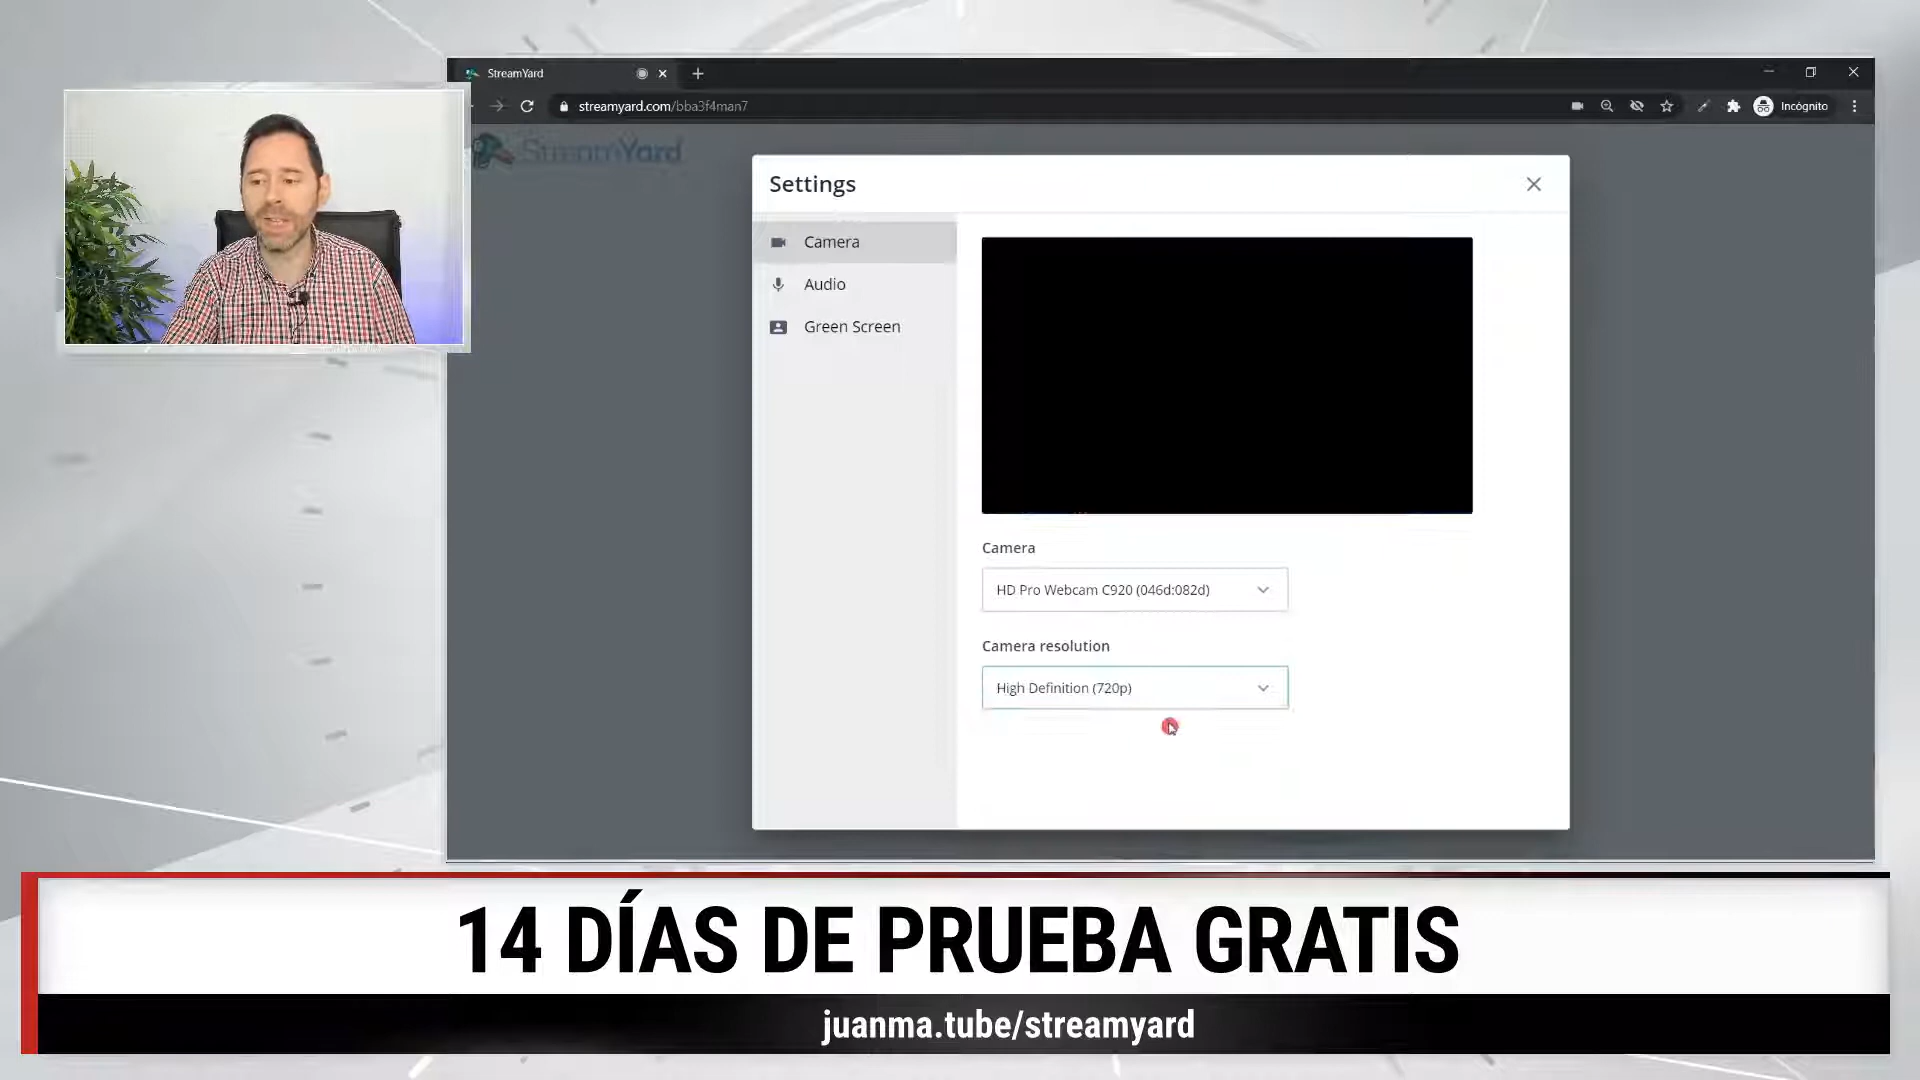 StreamYard
streamyard.com/bba3f4man7
Incógnito
StreamYard
Settings
Camera
Audio
Green Screen
Camera
HD Pro Webcam C920 (046d:082d)
Camera resolution
High Definition (720p)
14 DÍAS DE PRUEBA GRATIS
juanma.tube/streamyard